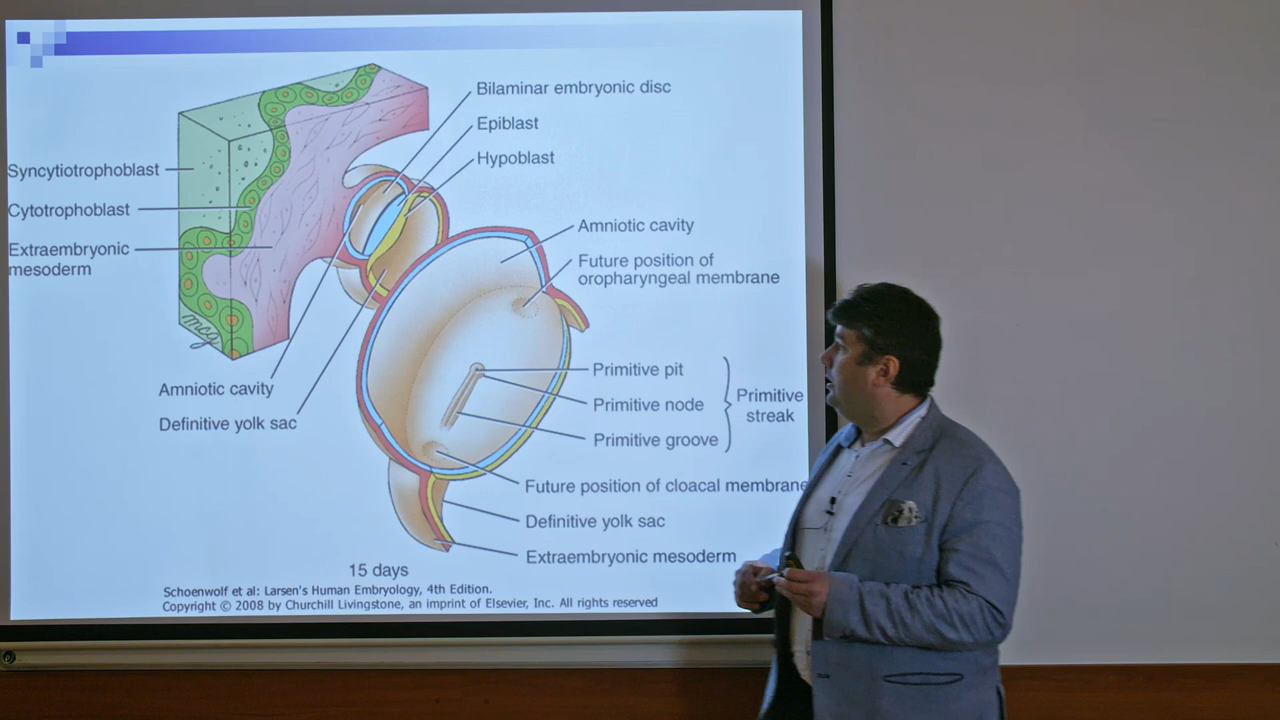 Bilaminar embryonic disc
Epiblast
Hypoblast
Syncytiotrophoblast
Cytotrophoblast
Extraembryonic
mesoderm
Amniotic cavity
Future position of
oropharyngeal membrane
Primitive pit
Primitive node
Primitive groove
Primitive
streak
Amniotic cavity
Definitive yolk sac
Future position of cloacal membrane
Definitive yolk sac
Extraembryonic mesoderm
15 days
Schoenwolf et al: Larsen's Human Embryology, 4th Edition.
Copyright © 2008 by Churchill Livingstone, an imprint of Elsevier, Inc. All rights reserved